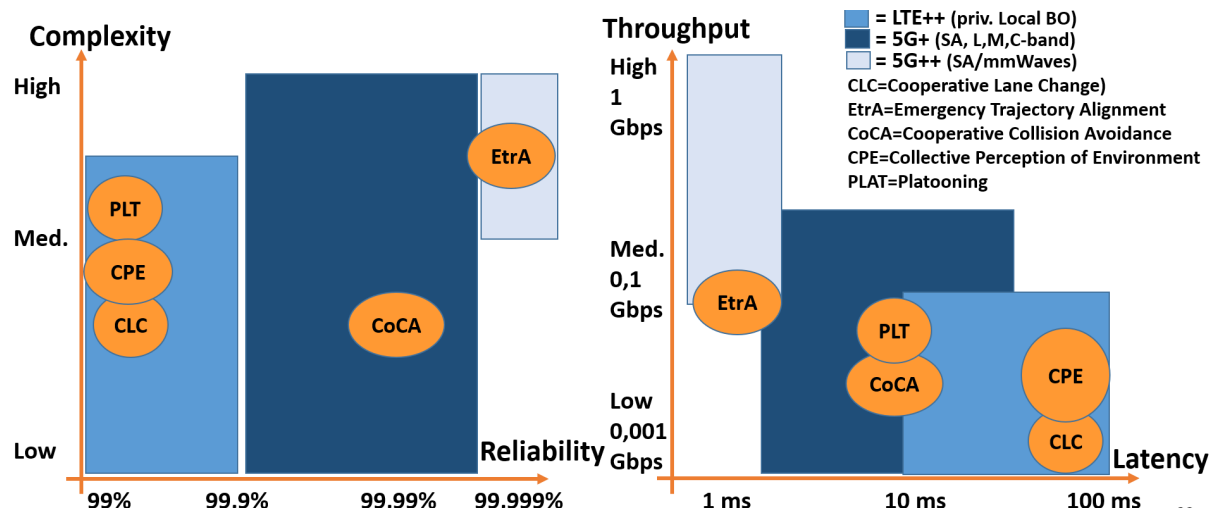 Complexity
High
Med.
Low
PLT
CPE
CLC
CoCA
EtrA
Reliability
99%
99.9%
99.99%
99.999%
Throughput
High
1
Gbps
Med.
0,1
Gbps
Low
0,001
Gbps
EtrA
PLT
CoCA
CPE
CLC
Latency
1 ms
10 ms
100 ms
= LTE++ (priv. Local BO)
= 5G+ (SA, L,M,C-band)
= 5G++ (SA/mmWaves)
CLC=Cooperative Lane Change)
EtrA=Emergency Trajectory Alignment
CoCA=Cooperative Collision Avoidance
CPE=Collective Perception of Environment
PLAT=Platooning